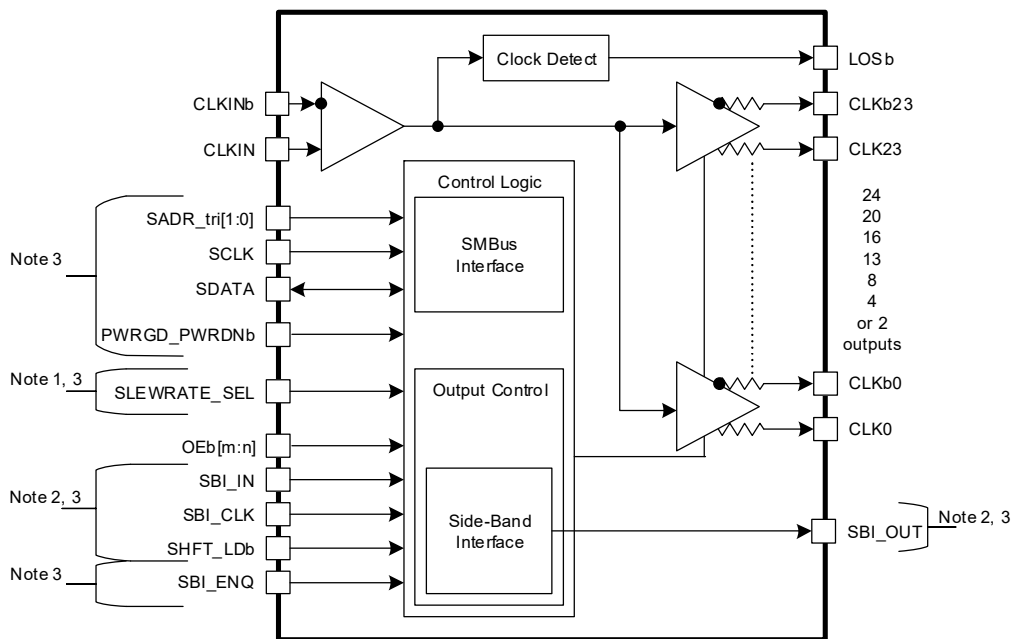 Clock Detect
LOSb
CLKINb
CLKb23
CLKIN
CLK23
Control Logic
SADR_tri[1:0]
SCLK
SDATA
PWRGD_PWRDNb
Note 3
SMBus
Interface
24
20
16
13
8
4
or 2
outputs
Note 1, 3
SLEWRATE_SEL
Output Control
CLKb0
CLK0
OEb[m:n]
SBI_IN
SBI_CLK
SHFT_LDb
Note 2, 3
Side-Band
Interface
SBI_OUT
Note 2, 3
Note 3
SBI_ENQ